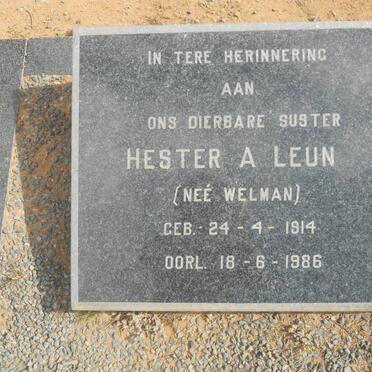 IN TERE HERINNERING
AAN
ONS DIERBARE SUSTER
HESTER A LEUN
(NEÉ WELMAN)
GEB. 24 - 4 - 1914
OORL. 18 - 6 - 1986